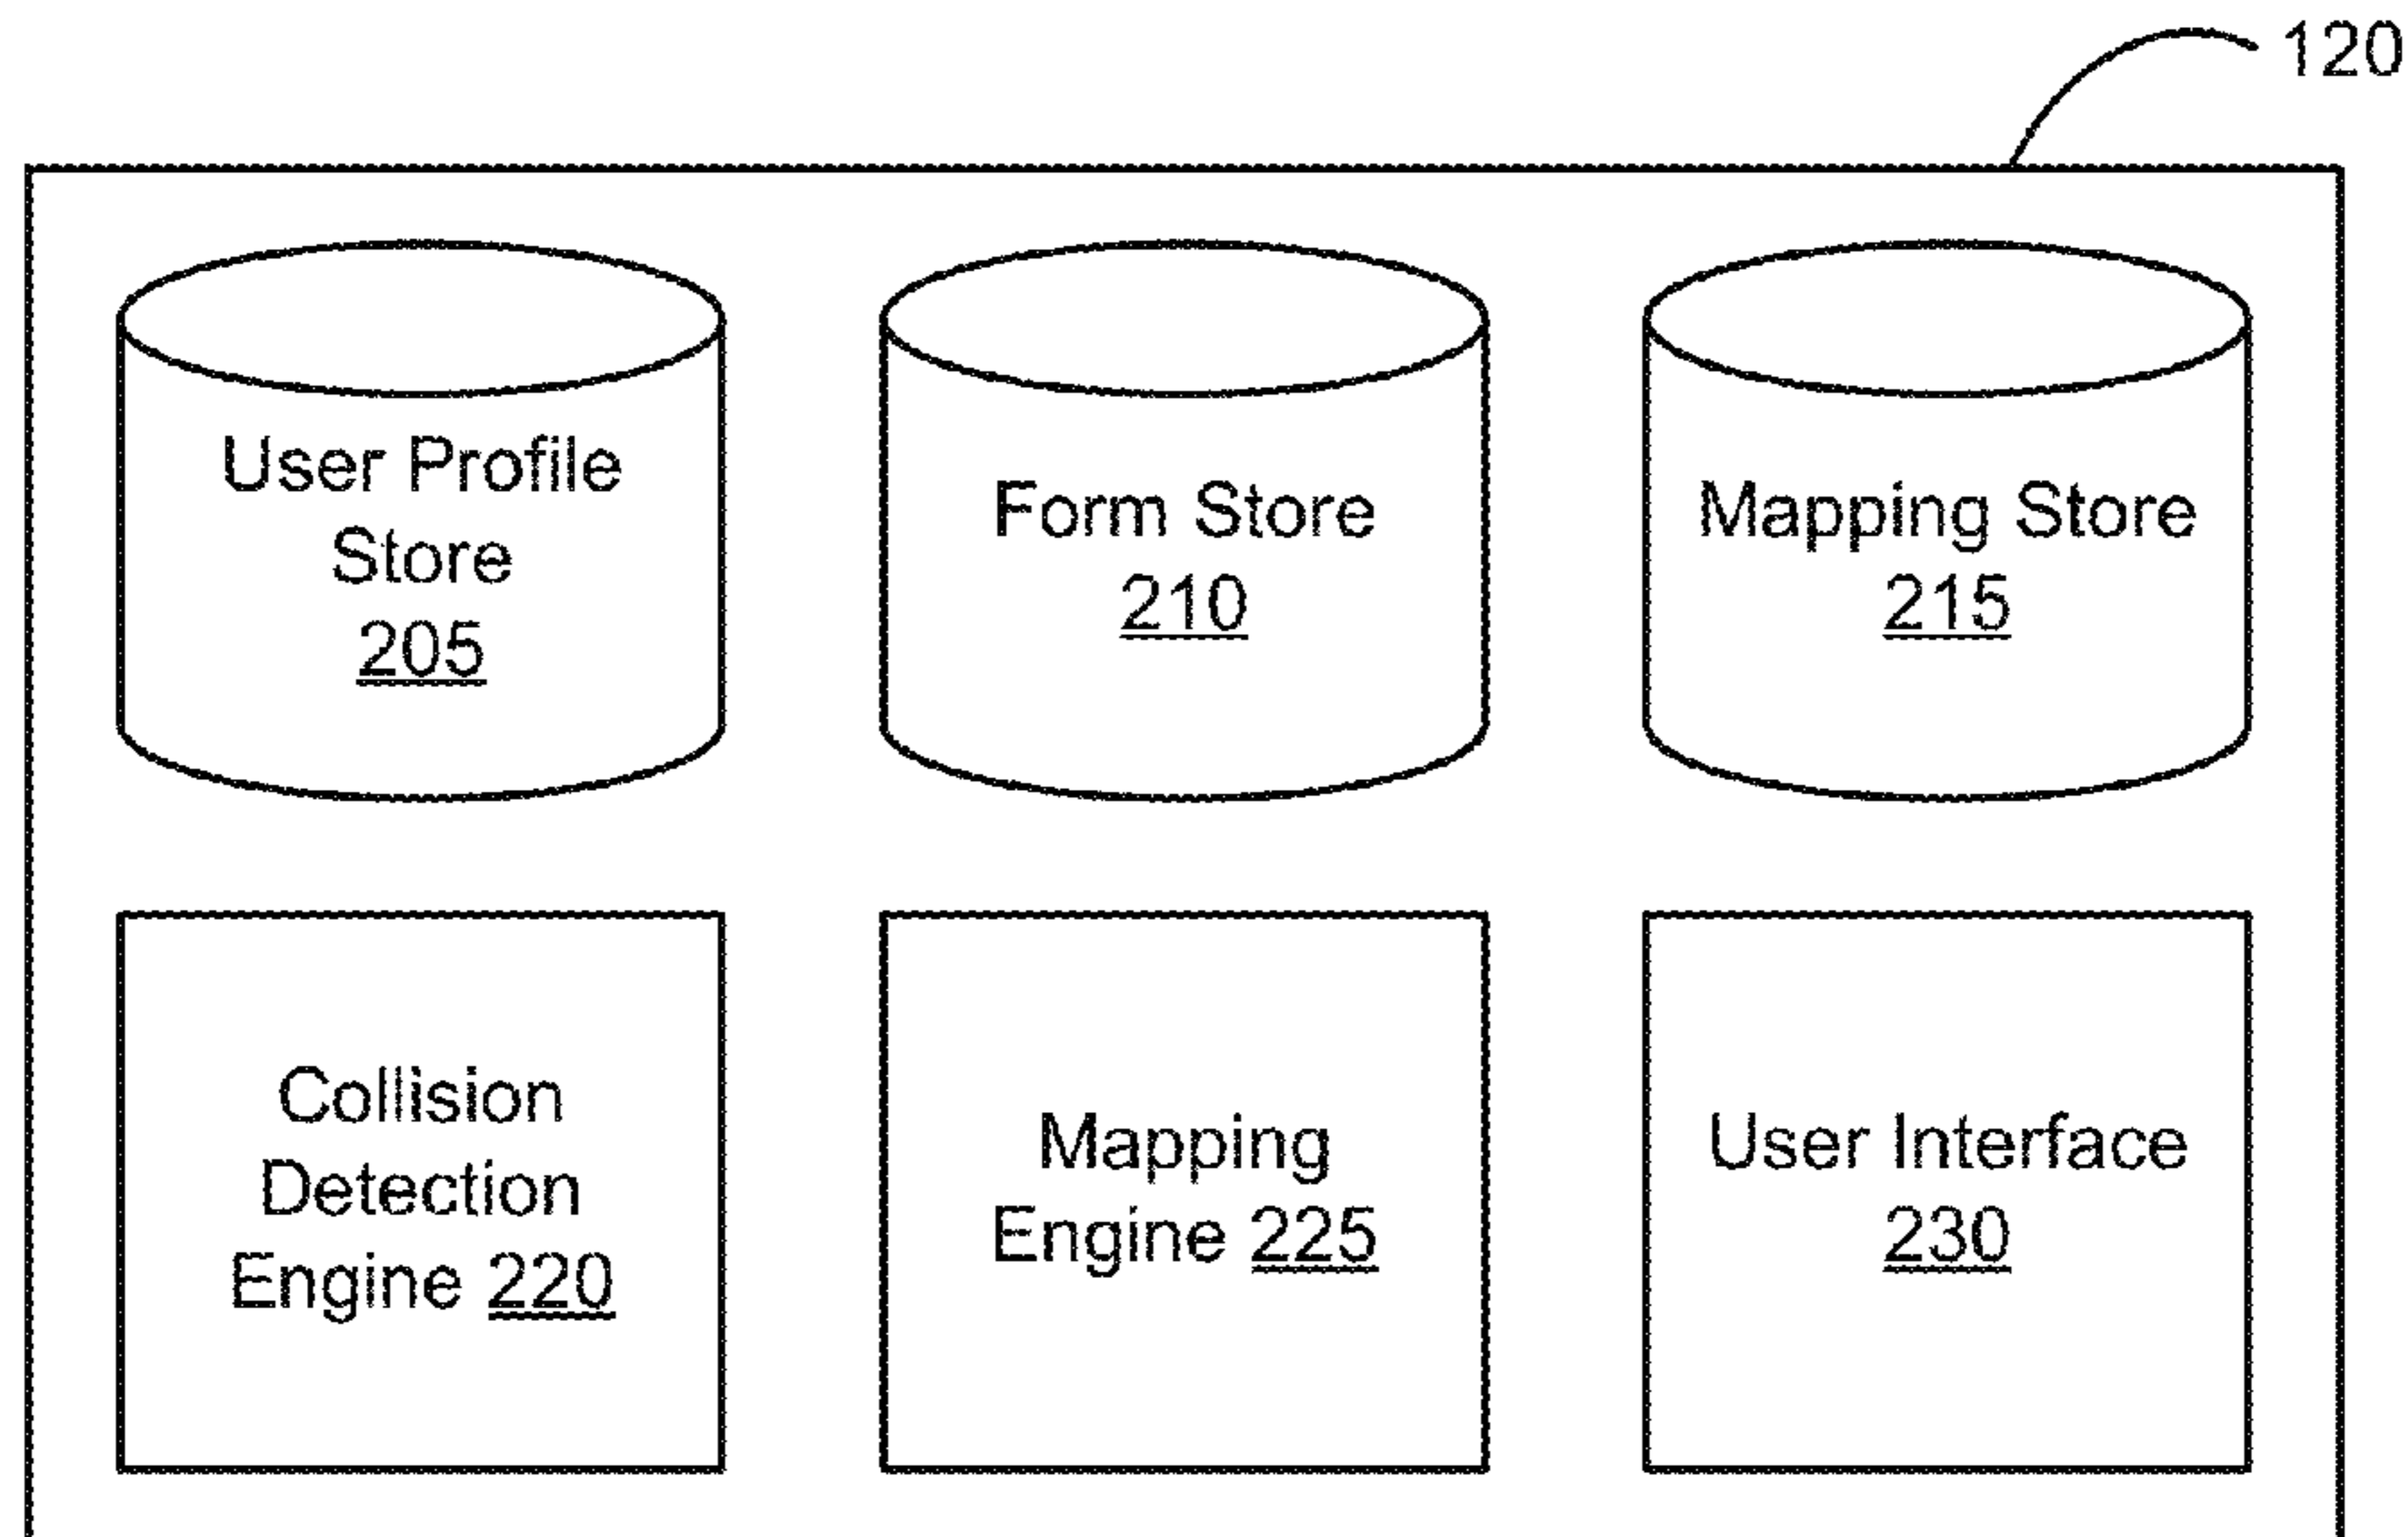 120
User Profile
Store
205
Form Store
210
Mapping Store
215
Collision
Detection
Engine 220
Mapping
Engine 225
User Interface
230